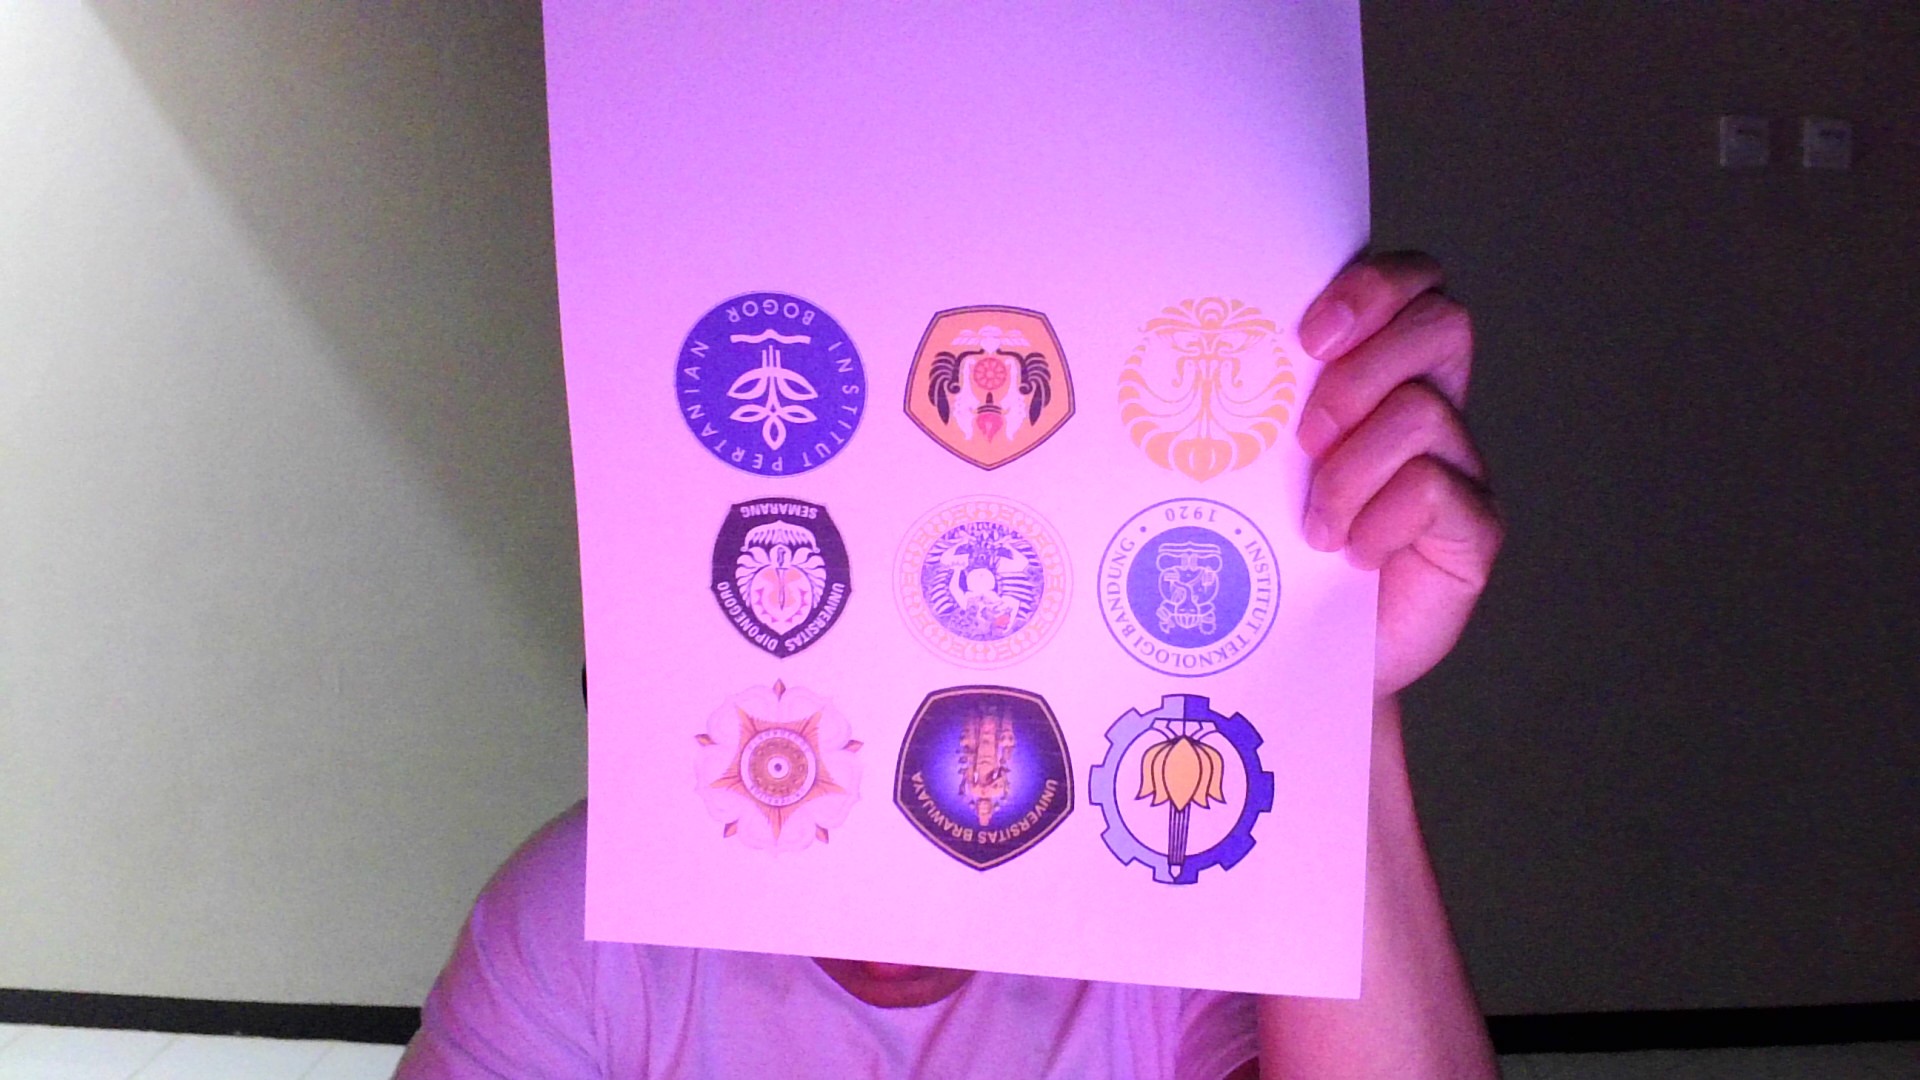 INSTITUT PERTANIAN
BOGOR
SEMARANG
UNIVERSITAS DIPONEGORO
INSTITUT TEKNOLOGI BANDUNG
1920
UNIVERSITAS BRAWIJAYA